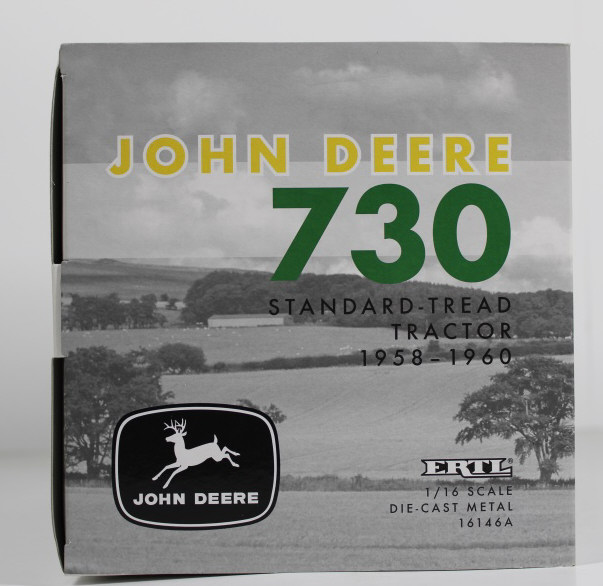 JOHN DEERE
730
STANDARD-TREAD
TRACTOR
1958-1960
JOHN DEERE
ERTL®
1/16 SCALE
DIE-CAST METAL
16146A